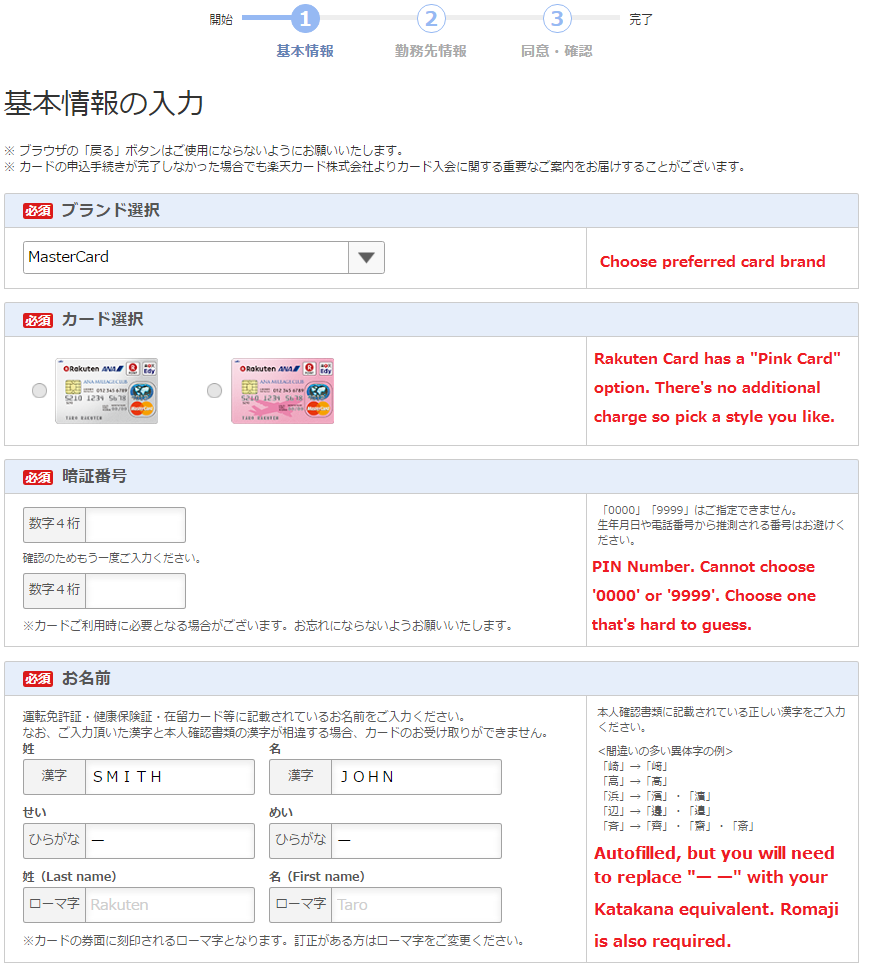 開始 1 2 3 完了
基本情報 勤務先情報 同意・確認
基本情報の入力
※ ブラウザの「戻る」ボタンはご使用にならないようにお願いいたします。
※ カードの申込手続きが完了しなかった場合でも楽天カード株式会社よりカード入会に関する重要なご案内をお届けすることがございます。
必須 ブランド選択
MasterCard
Choose preferred card brand
必須 カード選択
Rakuten ANA
Edy
ANA MILEAGE CLUB
5210 1234 5678
TARO RAKUTEN
MasterCard
Rakuten ANA
Edy
ANA MILEAGE CLUB
5210 1234 5678
TARO RAKUTEN
MasterCard
Rakuten Card has a "Pink Card"
option. There's no additional
charge so pick a style you like.
必須 暗証番号
数字４桁
確認のためもう一度ご入力ください。
数字４桁
※カードご利用時に必要となる場合がございます。お忘れにならないようお願いいたします。
「0000」「9999」はご指定できません。
生年月日や電話番号から推測される番号はお避けく
ださい。
PIN Number. Cannot choose
'0000' or '9999'. Choose one
that's hard to guess.
必須 お名前
運転免許証・健康保険証・在留カード等に記載されているお名前をご入力ください。
なお、ご入力頂いた漢字と本人確認書類の漢字が相違する場合、カードのお受け取りができません。
姓 名
漢字 ＳＭＩＴＨ 漢字 ＪＯＨＮ
せい めい
ひらがな ー ひらがな ー
姓（Last name） 名（First name）
ローマ字 Rakuten ローマ字 Taro
※カードの券面に刻印されるローマ字となります。訂正がある方はローマ字をご変更ください。
本人確認書類に記載されている正しい漢字をご入力
ください。
<間違いの多い異体字の例>
「崎」→「﨑」
「高」→「髙」
「浜」→「濱」・「濵」
「辺」→「邊」・「邉」
「斉」→「齊」・「齋」・「斎」
Autofilled, but you will need
to replace "ー ー" with your
Katakana equivalent. Romaji
is also required.